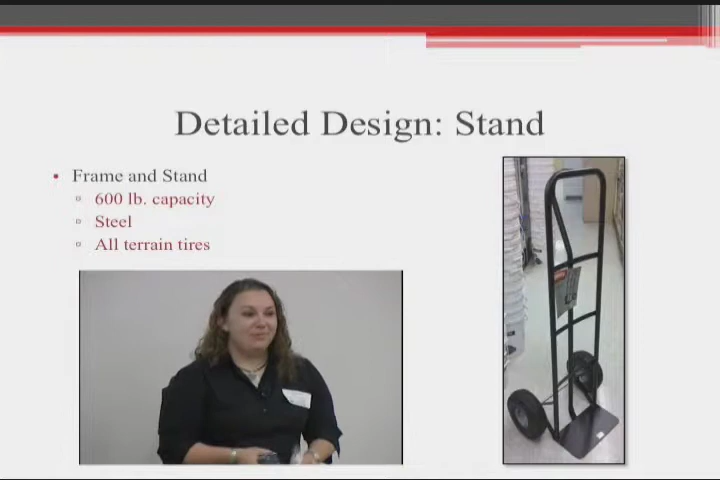 Detailed Design: Stand
Frame and Stand
600 lb. capacity
Steel
All terrain tires